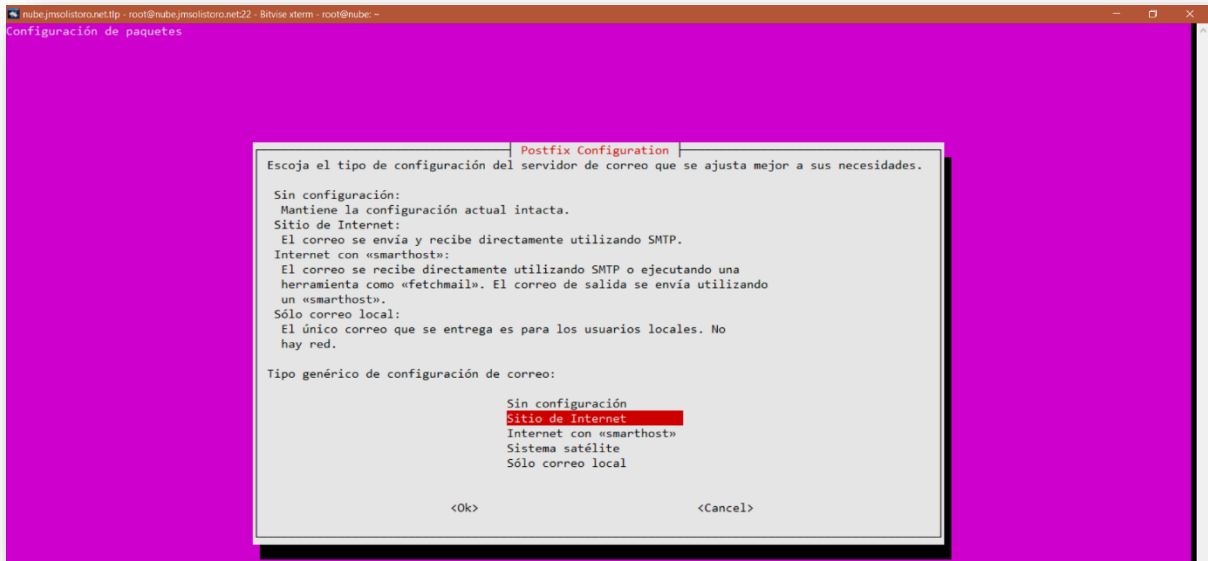 nube.jmsolistoro.net.tlp - root@nube.jmsolistoro.net:22 - Bitvise xterm - root@nube: ~
Configuración de paquetes
Postfix Configuration
Escoja el tipo de configuración del servidor de correo que se ajusta mejor a sus necesidades.
Sin configuración:
Mantiene la configuración actual intacta.
Sitio de Internet:
El correo se envía y recibe directamente utilizando SMTP.
Internet con «smarthost»:
El correo se recibe directamente utilizando SMTP o ejecutando una
herramienta como «fetchmail». El correo de salida se envía utilizando
un «smarthost».
Sólo correo local:
El único correo que se entrega es para los usuarios locales. No
hay red.
Tipo genérico de configuración de correo:
Sin configuración
Sitio de Internet
Internet con «smarthost»
Sistema satélite
Sólo correo local
<Ok> <Cancel>